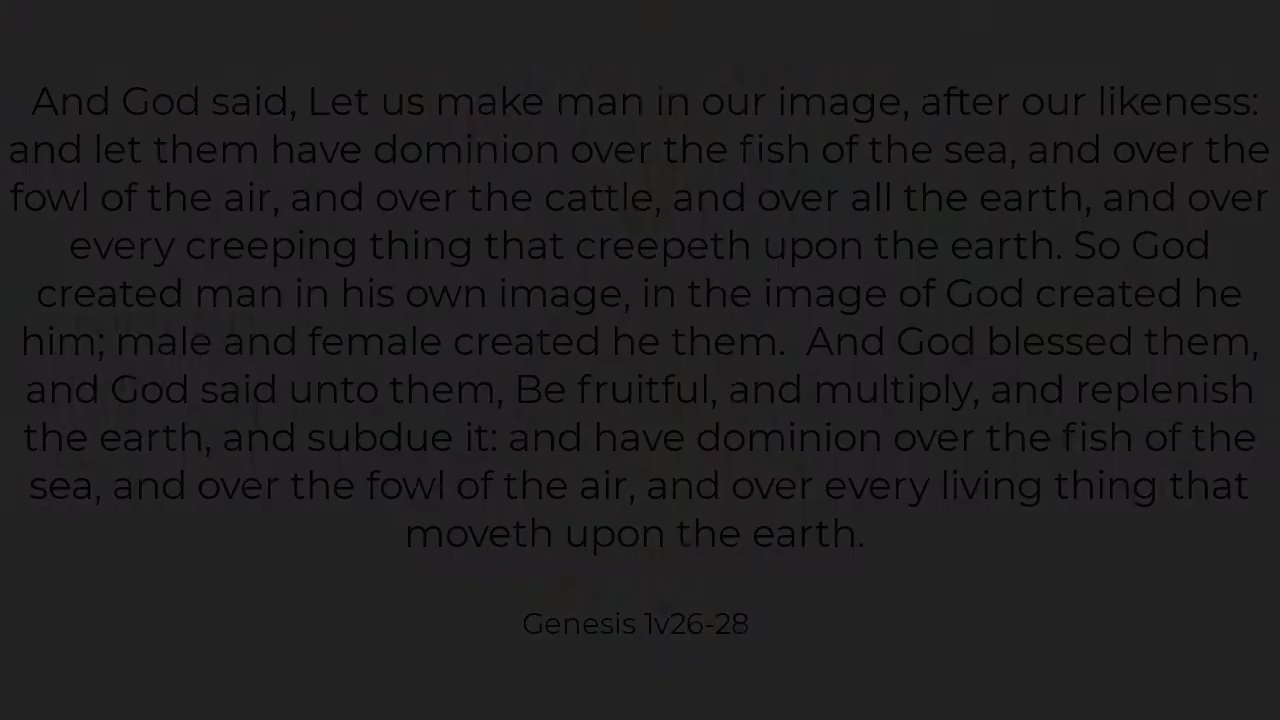 And God said, Let us make man in our image, after our likeness:
and let them have dominion over the fish of the sea, and over the
fowl of the air, and over the cattle, and over all the earth, and over
every creeping thing that creepeth upon the earth. So God
created man in his own image, in the image of God created he
him; male and female created he them.  And God blessed them,
and God said unto them, Be fruitful, and multiply, and replenish
the earth, and subdue it: and have dominion over the fish of the
sea, and over the fowl of the air, and over every living thing that
moveth upon the earth.
Genesis 1v26-28